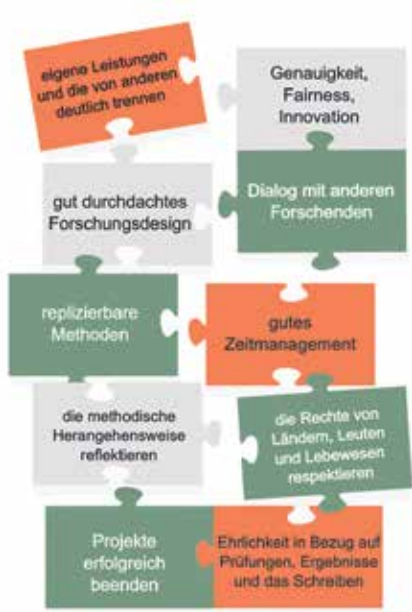 eigene Leistungen
und die von anderen
deutlich trennen
Genauigkeit,
Fairness,
Innovation
gut durchdachtes
Forschungsdesign
Dialog mit anderen
Forschenden
replizierbare
Methoden
gutes
Zeitmanagement
die methodische
Herangehensweise
reflektieren
die Rechte von
Ländern, Leuten
und Lebewesen
respektieren
Projekte
erfolgreich
beenden
Ehrlichkeit in Bezug auf
Prüfungen, Ergebnisse
und das Schreiben